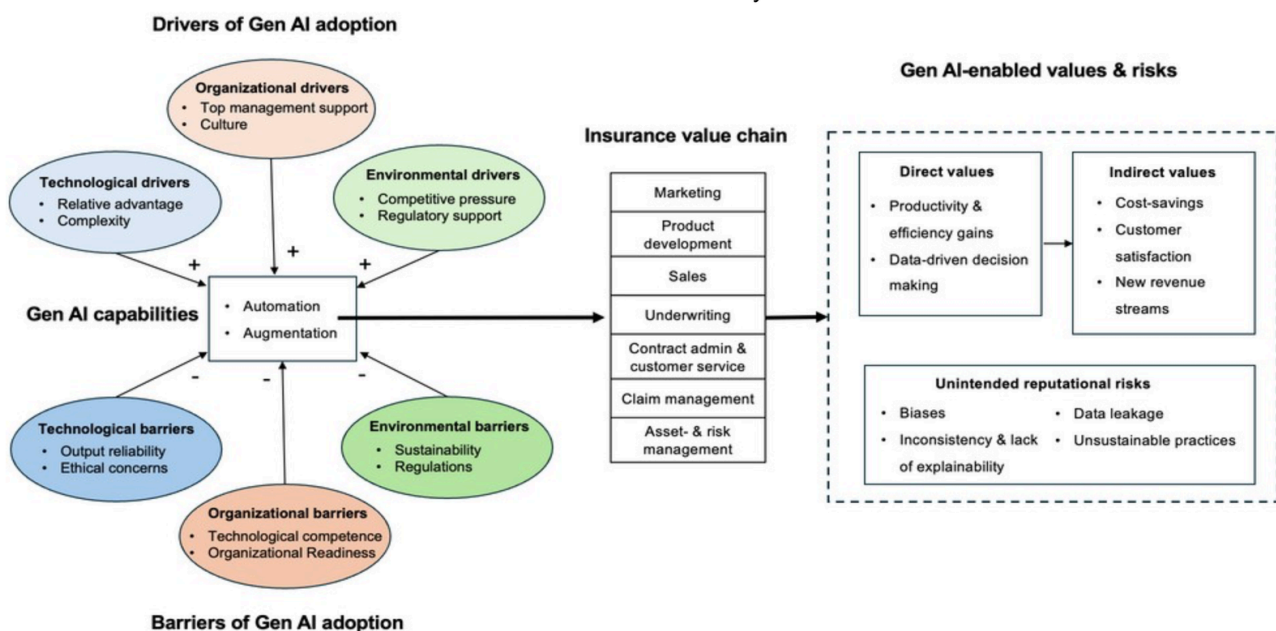 Drivers of Gen AI adoption
Organizational drivers
• Top management support
• Culture
Technological drivers
• Relative advantage
• Complexity
Environmental drivers
• Competitive pressure
• Regulatory support
+
+
+
Gen AI capabilities
• Automation
• Augmentation
-
-
-
Technological barriers
• Output reliability
• Ethical concerns
Environmental barriers
• Sustainability
• Regulations
Organizational barriers
• Technological competence
• Organizational Readiness
Barriers of Gen AI adoption
Insurance value chain
Marketing
Product
development
Sales
Underwriting
Contract admin &
customer service
Claim management
Asset- & risk
management
Gen AI-enabled values & risks
Direct values
• Productivity &
efficiency gains
• Data-driven decision
making
Indirect values
• Cost-savings
• Customer
satisfaction
• New revenue
streams
Unintended reputational risks
• Biases
• Inconsistency & lack
of explainability
• Data leakage
• Unsustainable practices